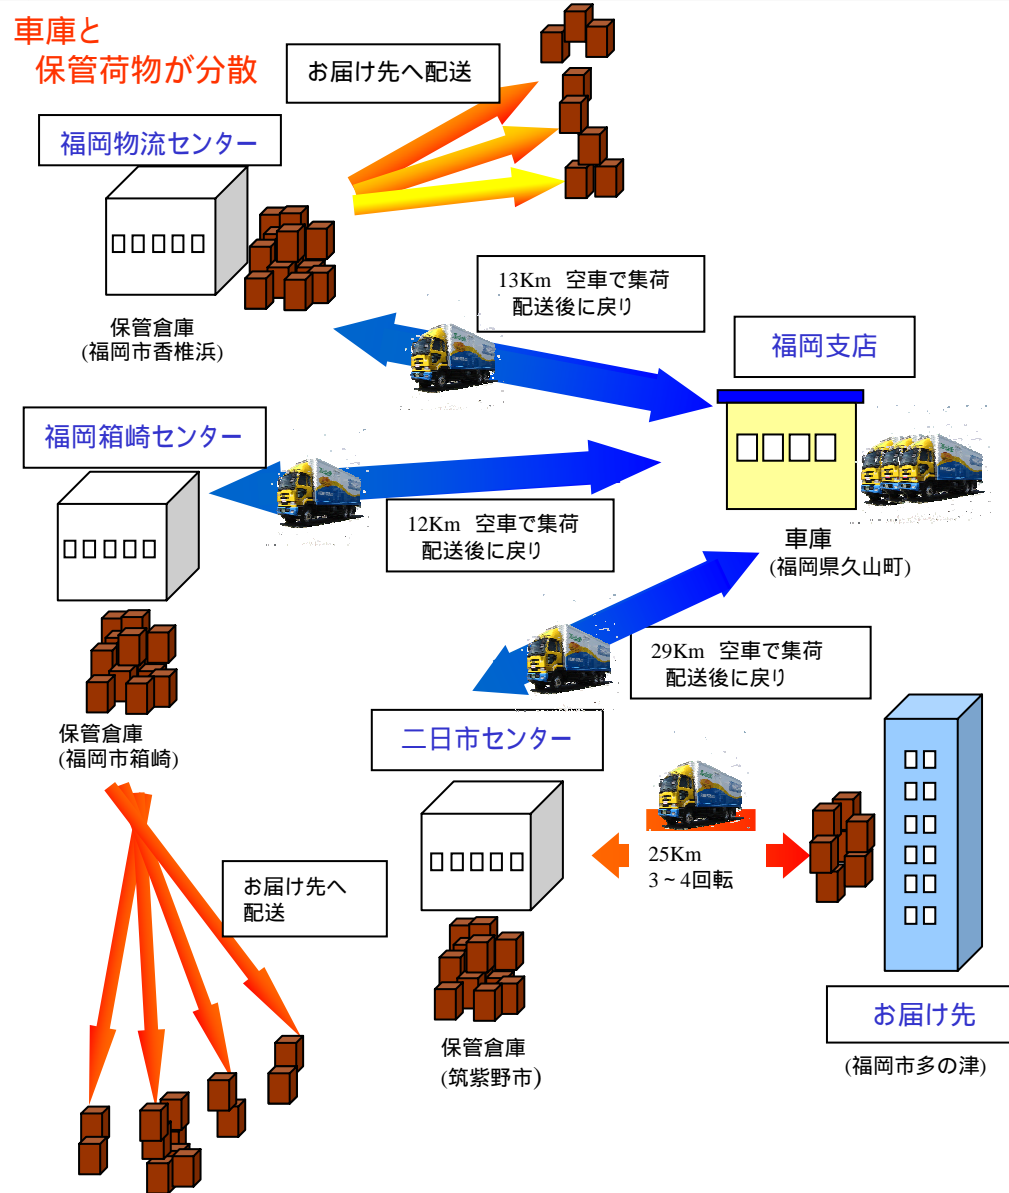 車庫と
保管荷物が分散
お届け先へ配送
福岡物流センター
保管倉庫
(福岡市香椎浜)
13Km 空車で集荷
配送後に戻り
福岡支店
福岡箱崎センター
12Km 空車で集荷
配送後に戻り
車庫
(福岡県久山町)
保管倉庫
(福岡市箱崎)
29Km 空車で集荷
配送後に戻り
二日市センター
25Km
3~4回転
お届け先へ
配送
保管倉庫
(筑紫野市)
お届け先
(福岡市多の津)